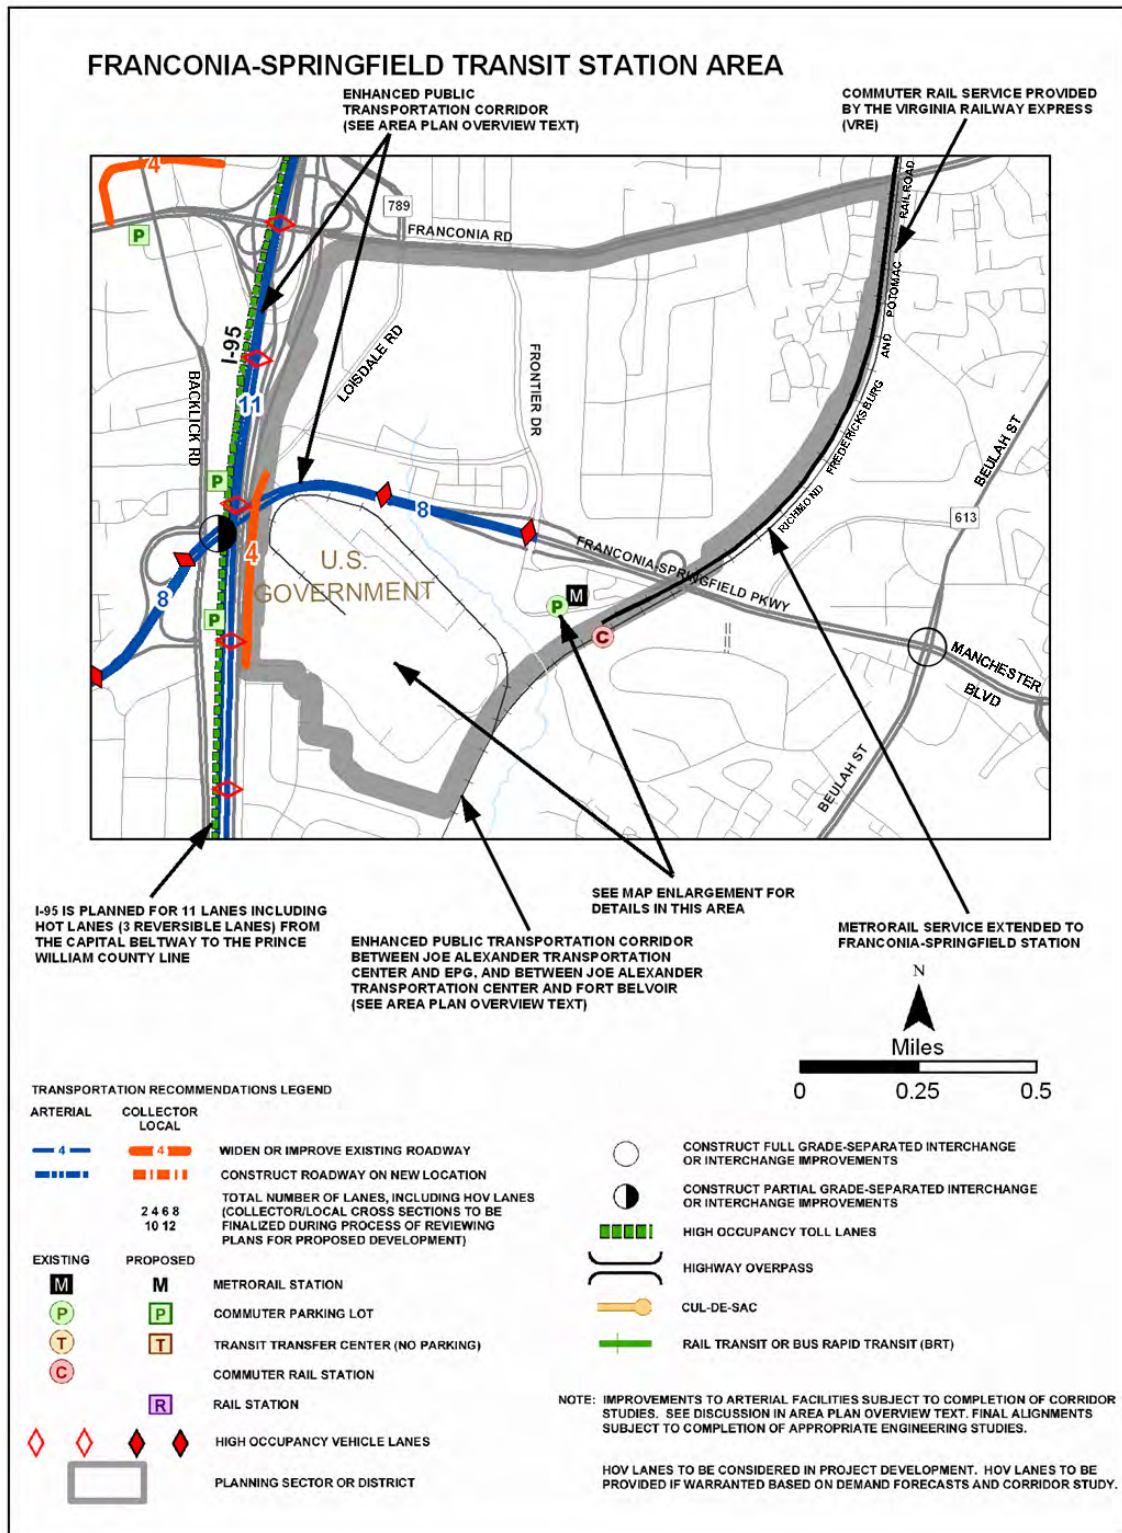 FRANCONIA-SPRINGFIELD TRANSIT STATION AREA
ENHANCED PUBLIC
TRANSPORTATION CORRIDOR
(SEE AREA PLAN OVERVIEW TEXT)
COMMUTER RAIL SERVICE PROVIDED
BY THE VIRGINIA RAILWAY EXPRESS
(VRE)
4
P
789
FRANCONIA RD
RAILROAD
AND POTOMAC
RICHMOND FREDERICKSBURG
I-95
LOISDALE RD
BACKLICK RD
FRONTIER DR
11
BEULAH ST
P
8
613
4
U.S.
GOVERNMENT
FRANCONIA-SPRINGFIELD PKWY
8
P
M
P
C
MANCHESTER
BLVD
BEULAH ST
I-95 IS PLANNED FOR 11 LANES INCLUDING
HOT LANES (3 REVERSIBLE LANES) FROM
THE CAPITAL BELTWAY TO THE PRINCE
WILLIAM COUNTY LINE
ENHANCED PUBLIC TRANSPORTATION CORRIDOR
BETWEEN JOE ALEXANDER TRANSPORTATION
CENTER AND EPG, AND BETWEEN JOE ALEXANDER
TRANSPORTATION CENTER AND FORT BELVOIR
(SEE AREA PLAN OVERVIEW TEXT)
SEE MAP ENLARGEMENT FOR
DETAILS IN THIS AREA
METRORAIL SERVICE EXTENDED TO
FRANCONIA-SPRINGFIELD STATION
N
Miles
0 0.25 0.5
TRANSPORTATION RECOMMENDATIONS LEGEND
ARTERIAL
COLLECTOR
LOCAL
4 4 WIDEN OR IMPROVE EXISTING ROADWAY
CONSTRUCT ROADWAY ON NEW LOCATION
2 4 6 8
10 12
TOTAL NUMBER OF LANES, INCLUDING HOV LANES
(COLLECTOR/LOCAL CROSS SECTIONS TO BE
FINALIZED DURING PROCESS OF REVIEWING
PLANS FOR PROPOSED DEVELOPMENT)
EXISTING PROPOSED
M M METRORAIL STATION
P P COMMUTER PARKING LOT
T T TRANSIT TRANSFER CENTER (NO PARKING)
C COMMUTER RAIL STATION
R RAIL STATION
HIGH OCCUPANCY VEHICLE LANES
PLANNING SECTOR OR DISTRICT
CONSTRUCT FULL GRADE-SEPARATED INTERCHANGE
OR INTERCHANGE IMPROVEMENTS
CONSTRUCT PARTIAL GRADE-SEPARATED INTERCHANGE
OR INTERCHANGE IMPROVEMENTS
HIGH OCCUPANCY TOLL LANES
HIGHWAY OVERPASS
CUL-DE-SAC
RAIL TRANSIT OR BUS RAPID TRANSIT (BRT)
NOTE: IMPROVEMENTS TO ARTERIAL FACILITIES SUBJECT TO COMPLETION OF CORRIDOR
STUDIES. SEE DISCUSSION IN AREA PLAN OVERVIEW TEXT. FINAL ALIGNMENTS
SUBJECT TO COMPLETION OF APPROPRIATE ENGINEERING STUDIES.
HOV LANES TO BE CONSIDERED IN PROJECT DEVELOPMENT. HOV LANES TO BE
PROVIDED IF WARRANTED BASED ON DEMAND FORECASTS AND CORRIDOR STUDY.